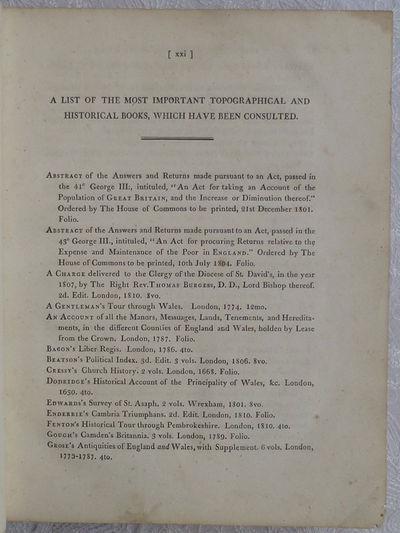 [ xxi ]
A LIST OF THE MOST IMPORTANT TOPOGRAPHICAL AND
HISTORICAL BOOKS, WHICH HAVE BEEN CONSULTED.
ABSTRACT of the Answers and Returns made pursuant to an Act, passed in
the 41° George III:, intituled, "An Act for taking an Account of the
Population of GREAT BRITAIN, and the Increase or Diminution thereof."
Ordered by The House of Commons to be printed, 21st December 1801.
Folio.
ABSTRACT of the Answers and Returns made pursuant to an Act, passed in the
43° George III., intituled, "An Act for procuring Returns relative to the
Expense and Maintenance of the Poor in ENGLAND." Ordered by The
House of Commons to be printed, 10th July 1804. Folio.
A CHARGE delivered to the Clergy of the Diocese of St. David's, in the year
1807, by The Right REV. THOMAS BURGESS, D. D., Lord Bishop thereof.
2d. Edit. London, 1810. 8vo.
A GENTLEMAN'S Tour through Wales. London, 1774. 12mo.
AN ACCOUNT of all the Manors, Messuages, Lands, Tenements, and Heredita-
ments, in the different Counties of England and Wales, holden by Lease
from the Crown. London, 1787. Folio.
BACON'S Liber Regis. London, 1786. 4to.
BEATSON'S Political Index. 3d. Edit. 3 vols. London, 1806. 8vo.
CRESSY'S Church History. 2 vols. London, 1668. Folio.
DODRIDGE'S Historical Account of the Principality of Wales, &c. London,
1630. 4to.
EDWARDS'S Survey of St. Asaph. 2 vols. Wrexham, 1801. 8vo.
ENDERBIE'S Cambria Triumphans. 2d. Edit. London, 1810. Folio.
FENTON'S Historical Tour through Pembrokeshire. London, 1810. 4to.
GOUGH'S Camden's Britannia. 3 vols. London, 1789. Folio.
GROSE'S Antiquities of England and Wales, with Supplement. 6 vols. London,
1773-1787. 4to.